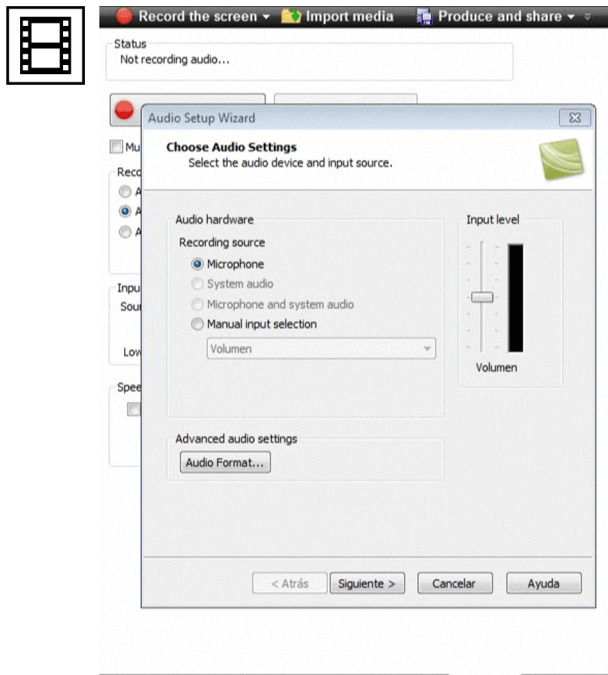 Record the screen Import media Produce and share
Status
Not recording audio...
Audio Setup Wizard
Choose Audio Settings
Select the audio device and input source.
Audio hardware
Recording source
Microphone
System audio
Microphone and system audio
Manual input selection
Volumen
Input level
Volumen
Advanced audio settings
Audio Format...
< Atrás Siguiente > Cancelar Ayuda